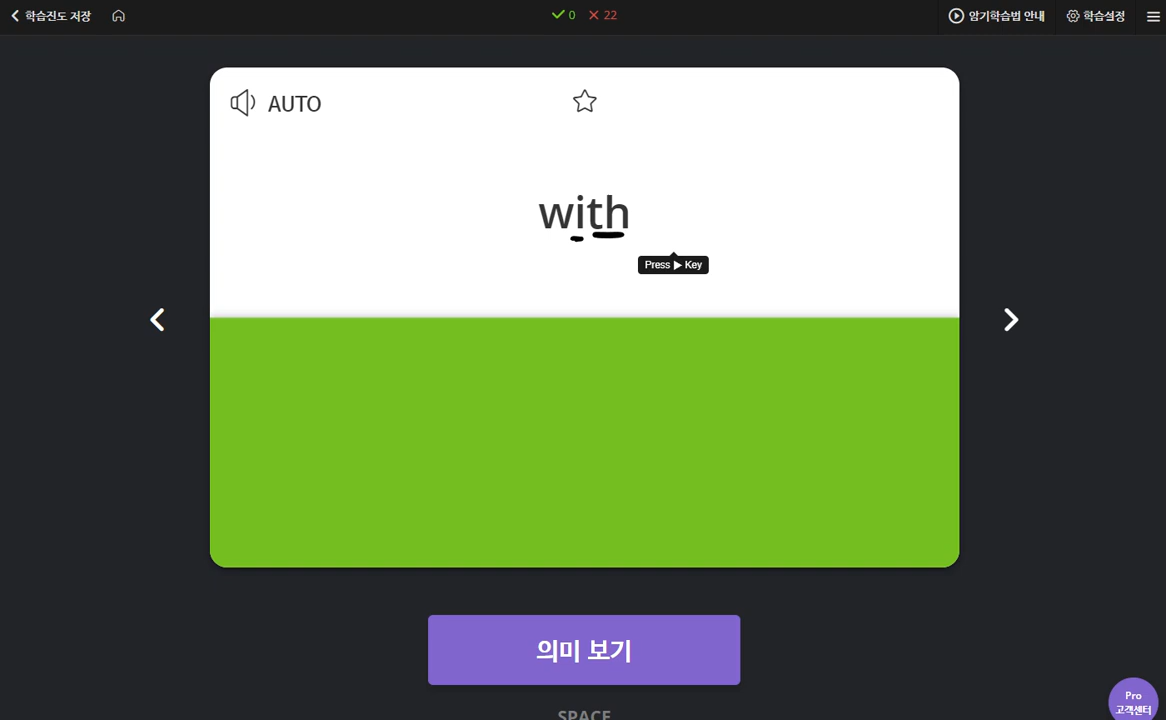 학습진도 저장
0 22
암기학습법 안내
학습설정
AUTO
with
Press ▶ Key
의미 보기
SPACE
Pro
고객센터